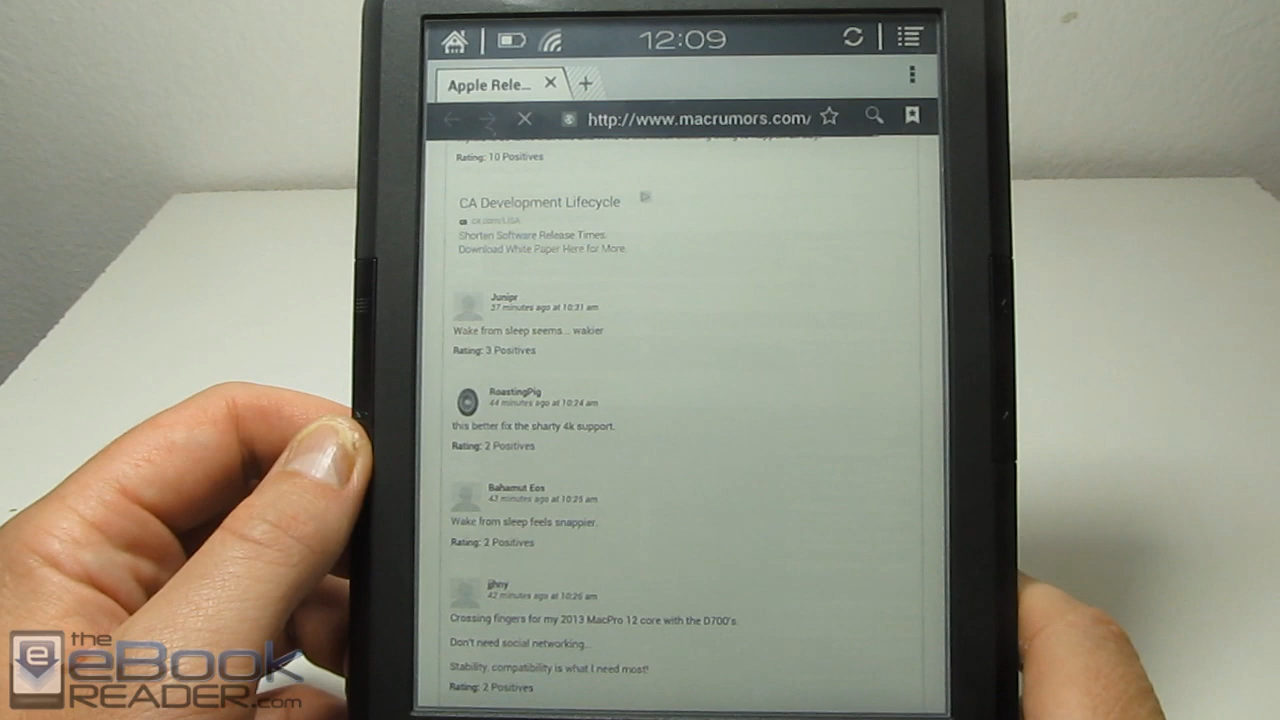 12:09
Apple Rele...
http://www.macrumors.com/
Rating: 10 Positives
CA Development Lifecycle
Shorten Software Release Times.
Download White Paper Here for More.
Junipr
37 minutes ago at 10:31 am
Wake from sleep seems... wakier
Rating: 3 Positives
RoastingPig
44 minutes ago at 10:24 am
this better fix the sharty 4k support.
Rating: 2 Positives
Bahamut Eos
43 minutes ago at 10:25 am
Wake from sleep feels snappier.
Rating: 2 Positives
jjhny
42 minutes ago at 10:26 am
Crossing fingers for my 2013 MacPro 12 core with the D700's.
Don't need social networking...
Stability, compatibility is what I need most!
Rating: 2 Positives
the
eBook
READER.com